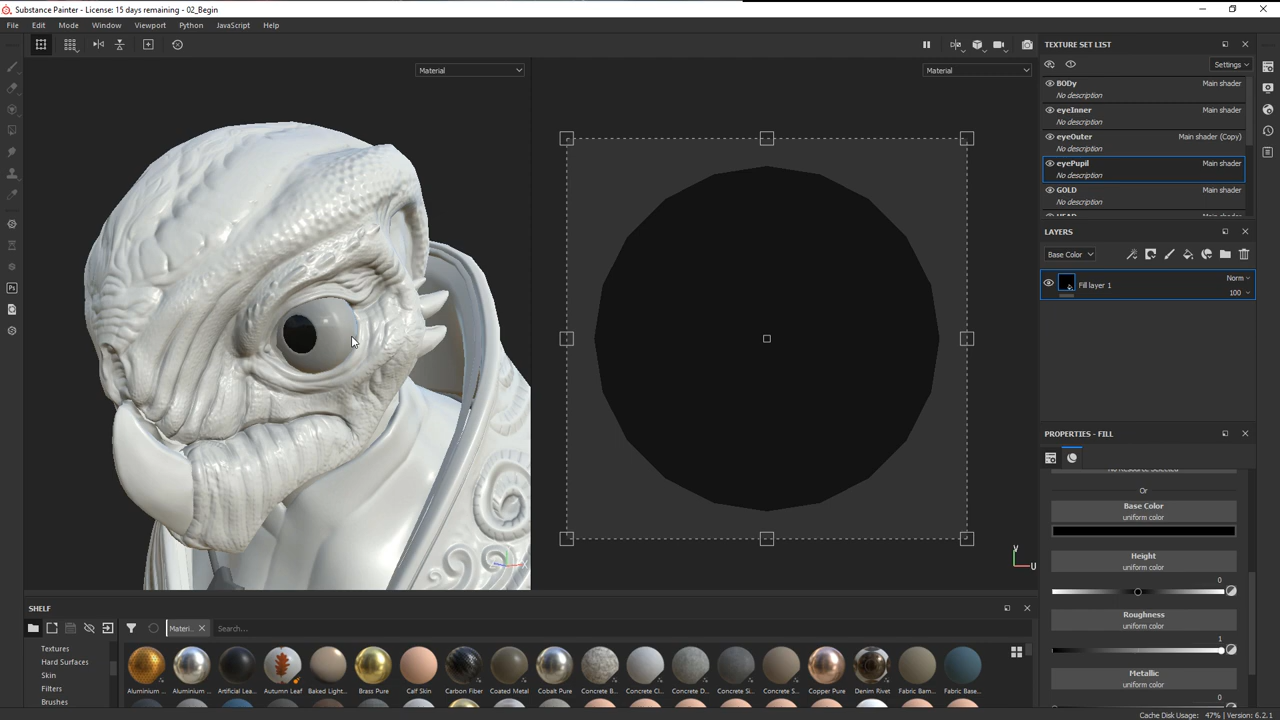 Substance Painter - License: 15 days remaining - 02_Begin
File Edit Mode Window Viewport Python JavaScript Help
Material
Material
TEXTURE SET LIST
Settings
BODy Main shader
No description
eyeInner Main shader
No description
eyeOuter Main shader (Copy)
No description
eyePupil Main shader
No description
GOLD Main shader
No description
HEAD
LAYERS
Base Color
Fill layer 1
Norm
100
PROPERTIES - FILL
No Resource Selected
Or
Base Color
uniform color
Height
uniform color
0
Roughness
uniform color
1
Metallic
uniform color
0
V
U
X
Ps
SHELF
Materi...
Search...
Textures
Hard Surfaces
Skin
Filters
Brushes
Aluminium ... Aluminium ... Artificial Lea... Autumn Leaf Baked Light... Brass Pure Calf Skin Carbon Fiber Coated Metal Cobalt Pure Concrete B... Concrete Cl... Concrete D... Concrete Si... Concrete S... Copper Pure Denim Rivet Fabric Barn... Fabric Base...
Cache Disk Usage: 47% | Version: 6.2.1